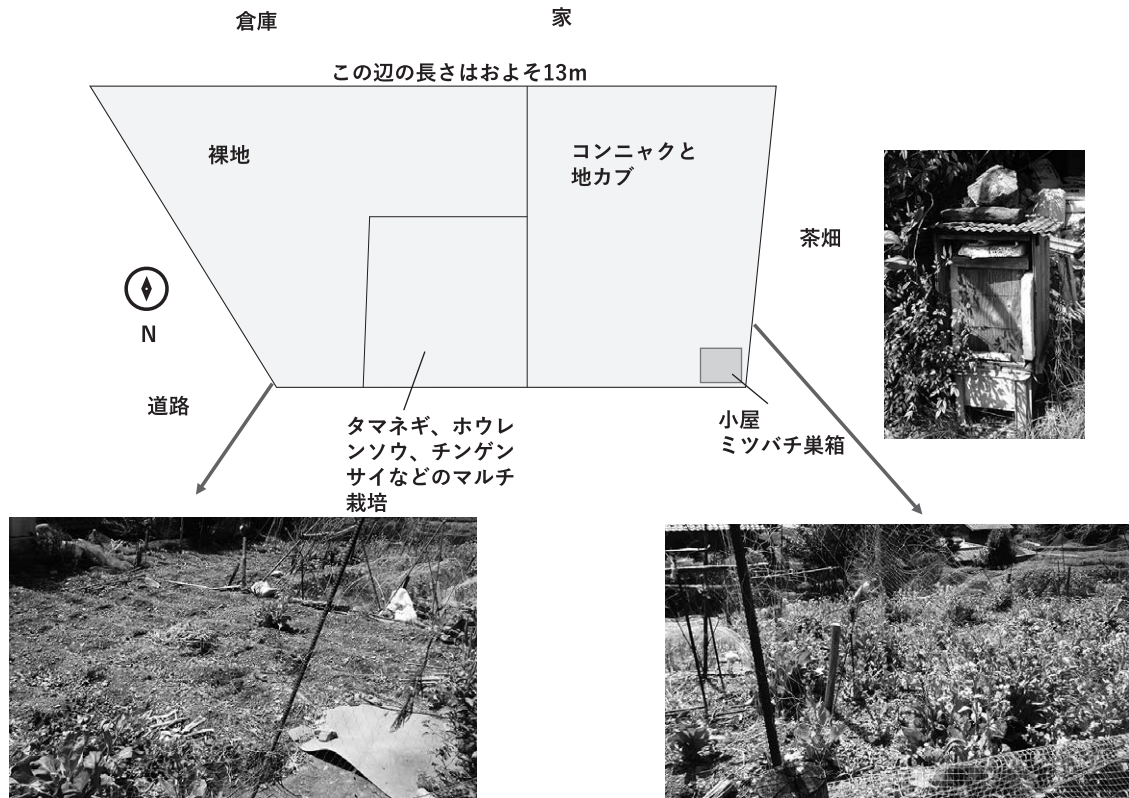 倉庫
家
この辺の長さはおよそ13m
裸地
コンニャクと
地カブ
茶畑
N
道路
タマネギ、ホウレ
ンソウ、チンゲン
サイなどのマルチ
栽培
小屋
ミツバチ巣箱